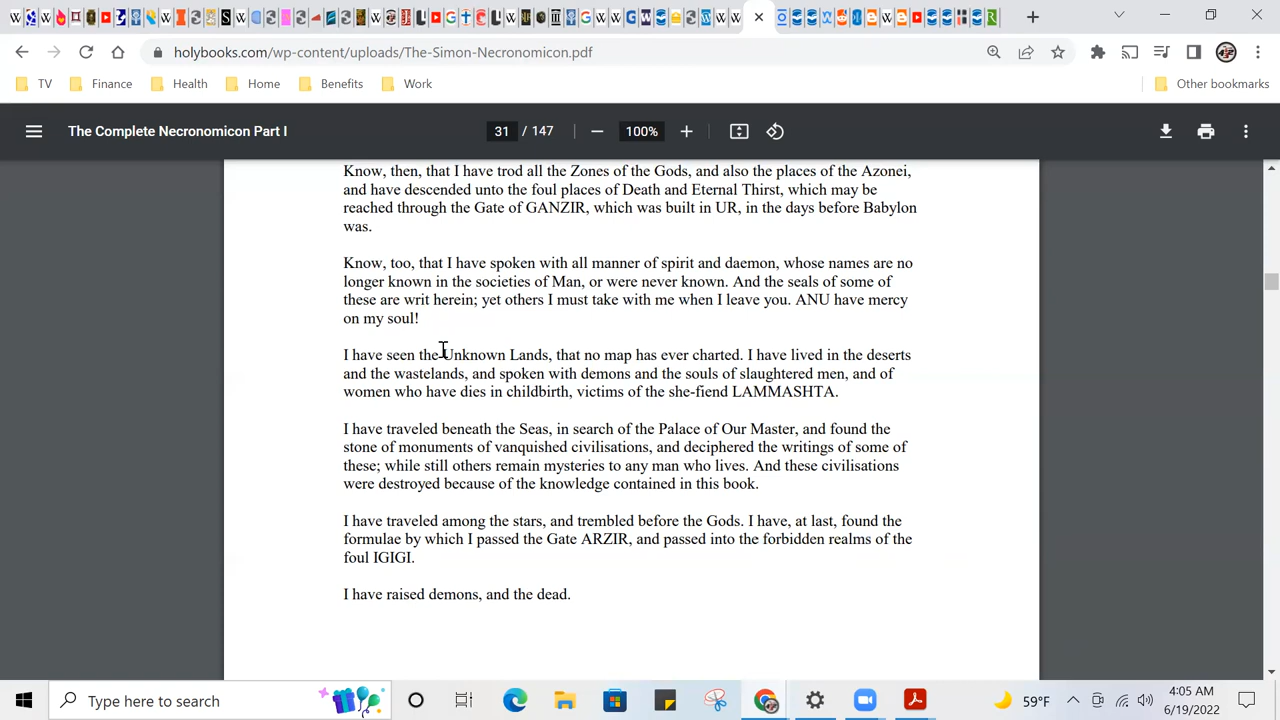 holybooks.com/wp-content/uploads/The-Simon-Necronomicon.pdf
TV
Finance
Health
Home
Benefits
Work
Other bookmarks
The Complete Necronomicon Part I
31 / 147
100%
Know, then, that I have trod all the Zones of the Gods, and also the places of the Azonei,
and have descended unto the foul places of Death and Eternal Thirst, which may be
reached through the Gate of GANZIR, which was built in UR, in the days before Babylon
was.
Know, too, that I have spoken with all manner of spirit and daemon, whose names are no
longer known in the societies of Man, or were never known. And the seals of some of
these are writ herein; yet others I must take with me when I leave you. ANU have mercy
on my soul!
I have seen the Unknown Lands, that no map has ever charted. I have lived in the deserts
and the wastelands, and spoken with demons and the souls of slaughtered men, and of
women who have dies in childbirth, victims of the she-fiend LAMMASHTA.
I have traveled beneath the Seas, in search of the Palace of Our Master, and found the
stone of monuments of vanquished civilisations, and deciphered the writings of some of
these; while still others remain mysteries to any man who lives. And these civilisations
were destroyed because of the knowledge contained in this book.
I have traveled among the stars, and trembled before the Gods. I have, at last, found the
formulae by which I passed the Gate ARZIR, and passed into the forbidden realms of the
foul IGIGI.
I have raised demons, and the dead.
Type here to search
59°F
4:05 AM
6/19/2022